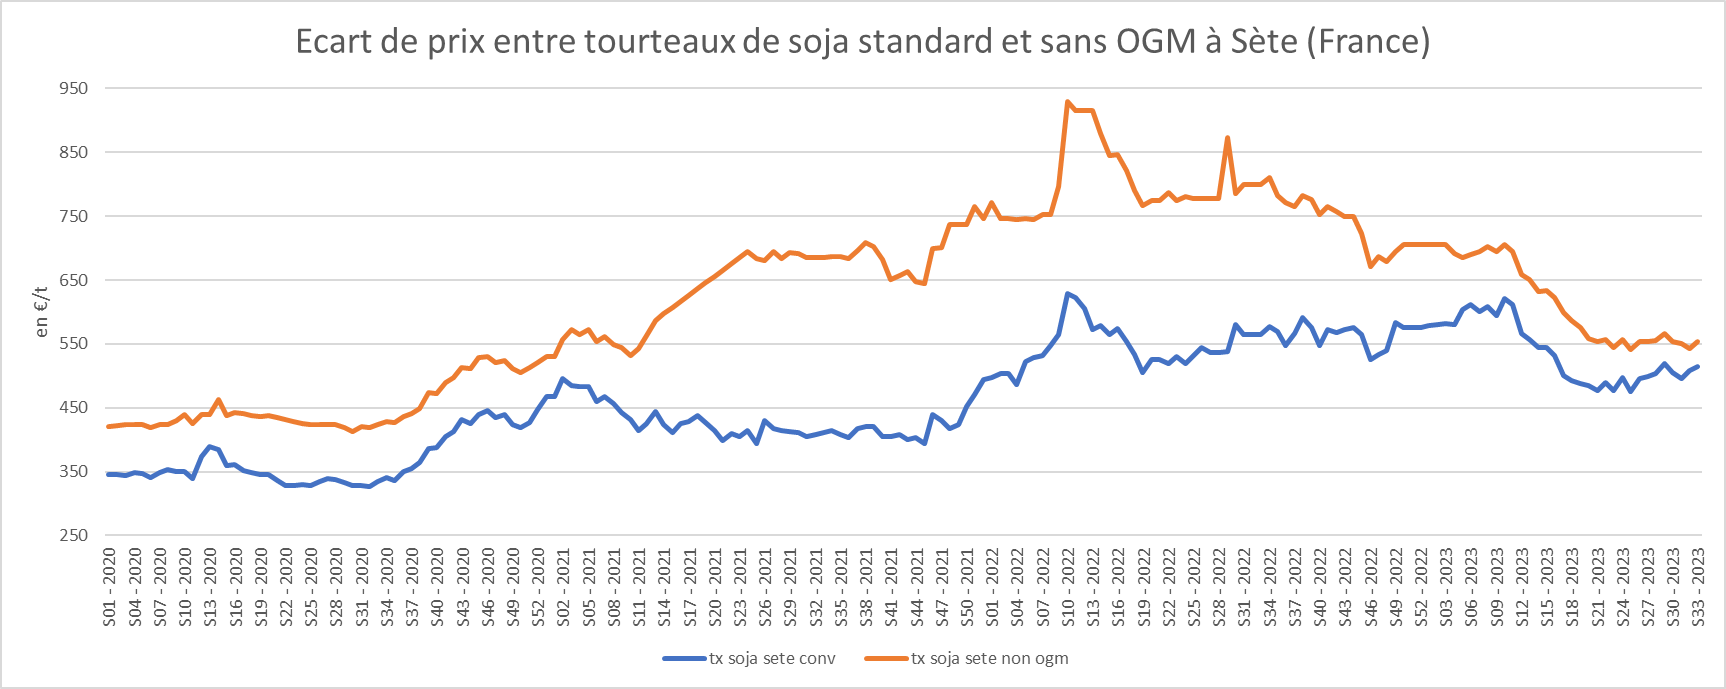 Ecart de prix entre tourteaux de soja standard et sans OGM à Sète (France)
en €/t
950
850
750
650
550
450
350
250
S01 - 2020
S04 - 2020
S07 - 2020
S10 - 2020
S13 - 2020
S16 - 2020
S19 - 2020
S22 - 2020
S25 - 2020
S28 - 2020
S31 - 2020
S34 - 2020
S37 - 2020
S40 - 2020
S43 - 2020
S46 - 2020
S49 - 2020
S52 - 2020
S02 - 2021
S05 - 2021
S08 - 2021
S11 - 2021
S14 - 2021
S17 - 2021
S20 - 2021
S23 - 2021
S26 - 2021
S29 - 2021
S32 - 2021
S35 - 2021
S38 - 2021
S41 - 2021
S44 - 2021
S47 - 2021
S50 - 2021
S01 - 2022
S04 - 2022
S07 - 2022
S10 - 2022
S13 - 2022
S16 - 2022
S19 - 2022
S22 - 2022
S25 - 2022
S28 - 2022
S31 - 2022
S34 - 2022
S37 - 2022
S40 - 2022
S43 - 2022
S46 - 2022
S49 - 2022
S52 - 2022
S03 - 2023
S06 - 2023
S09 - 2023
S12 - 2023
S15 - 2023
S18 - 2023
S21 - 2023
S24 - 2023
S27 - 2023
S30 - 2023
S33 - 2023
tx soja sete conv
tx soja sete non ogm